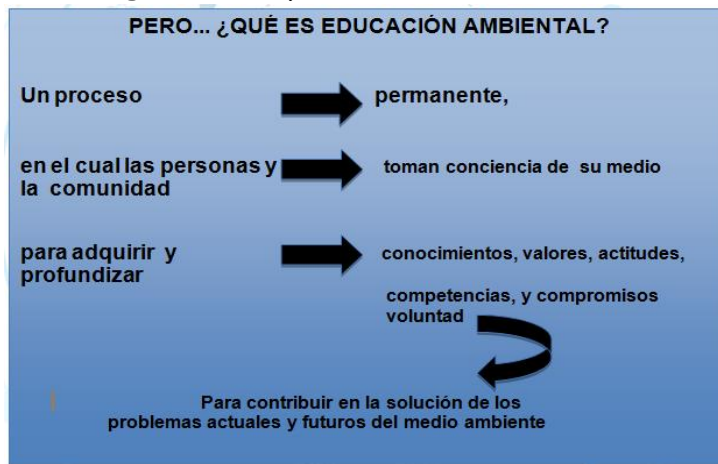 PERO... ¿QUÉ ES EDUCACIÓN AMBIENTAL?
Un proceso permanente,
en el cual las personas y toman conciencia de su medio
la comunidad
para adquirir y conocimientos, valores, actitudes,
profundizar
competencias, y compromisos
voluntad
Para contribuir en la solución de los
problemas actuales y futuros del medio ambiente